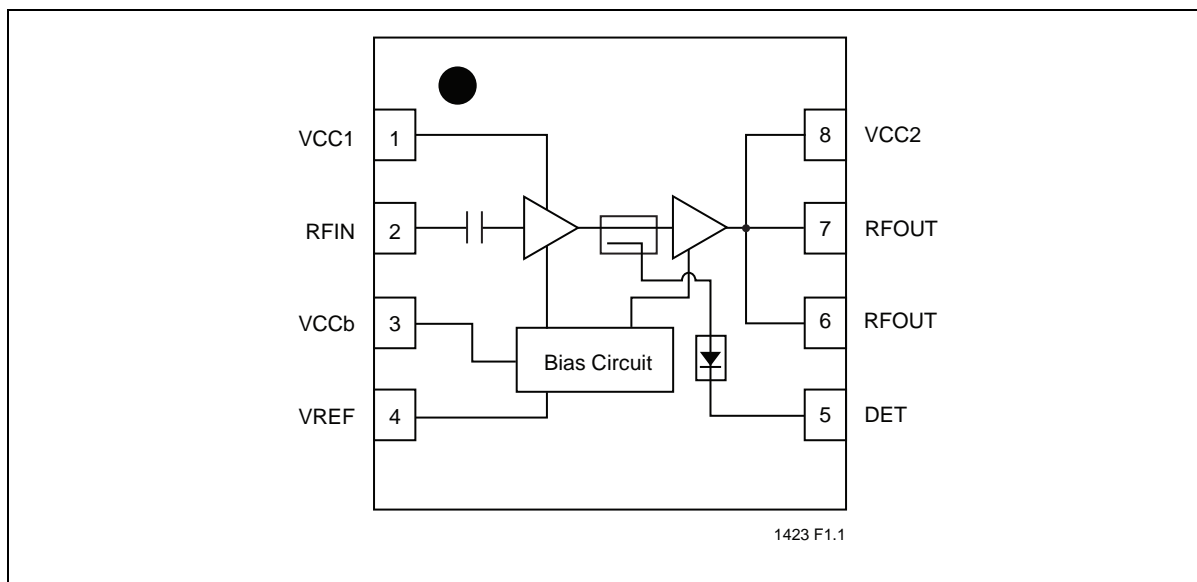 VCC1 1
8 VCC2
RFIN 2
7 RFOUT
VCCb 3
6 RFOUT
Bias Circuit
VREF 4
5 DET
1423 F1.1